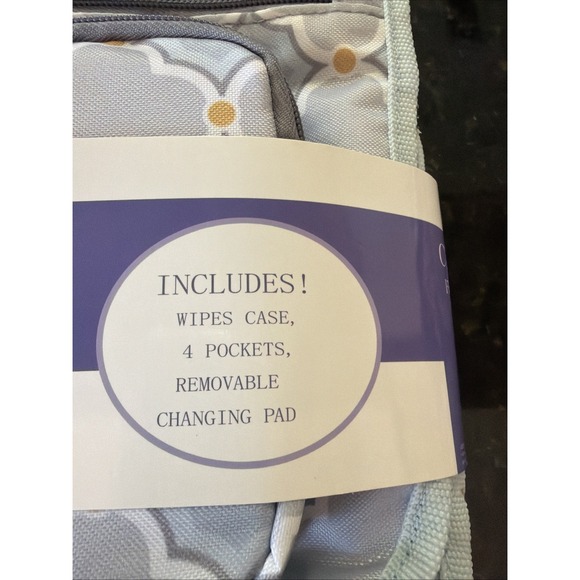 INCLUDES!
WIPES CASE,
4 POCKETS,
REMOVABLE
CHANGING PAD